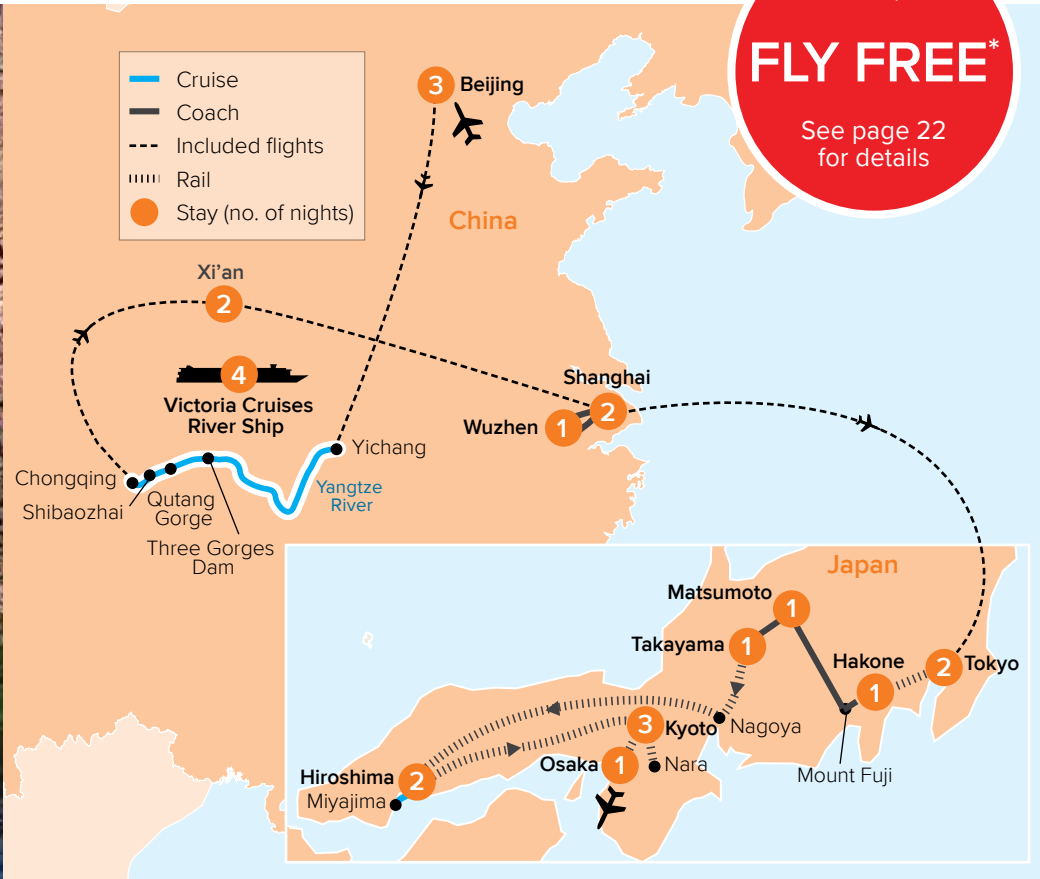 FLY FREE*
See page 22
for details
Cruise
Coach
Included flights
Rail
Stay (no. of nights)
3 Beijing
China
Xi’an
2
4
Victoria Cruises
River Ship
Shanghai
2
Wuzhen 1
Yichang
Chongqing
Shibaozhai
Qutang
Gorge
Three Gorges
Dam
Yangtze
River
Japan
Matsumoto 1
Takayama 1
Hakone
1
2 Tokyo
Nagoya
Mount Fuji
3 Kyoto
Osaka 1
Nara
Hiroshima 2
Miyajima